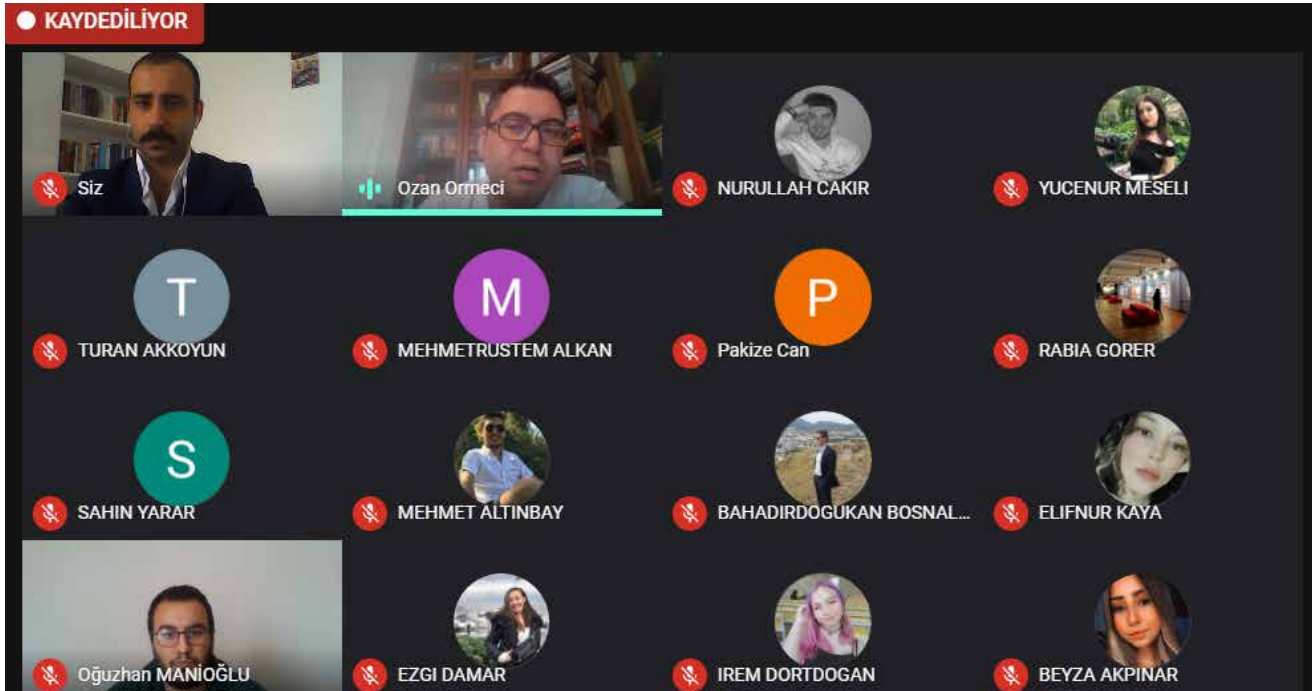 KAYDEDİLİYOR
Siz
Ozan Ormeci
NURULLAH CAKIR
YUCENUR MESELI
T
TURAN AKKOYUN
M
MEHMETRUSTEM ALKAN
P
Pakize Can
RABIA GORER
S
SAHIN YARAR
MEHMET ALTINBAY
BAHADIRDOGUKAN BOSNAL...
ELIFNUR KAYA
Oğuzhan MANİOĞLU
EZGI DAMAR
IREM DORTDOGAN
BEYZA AKPINAR